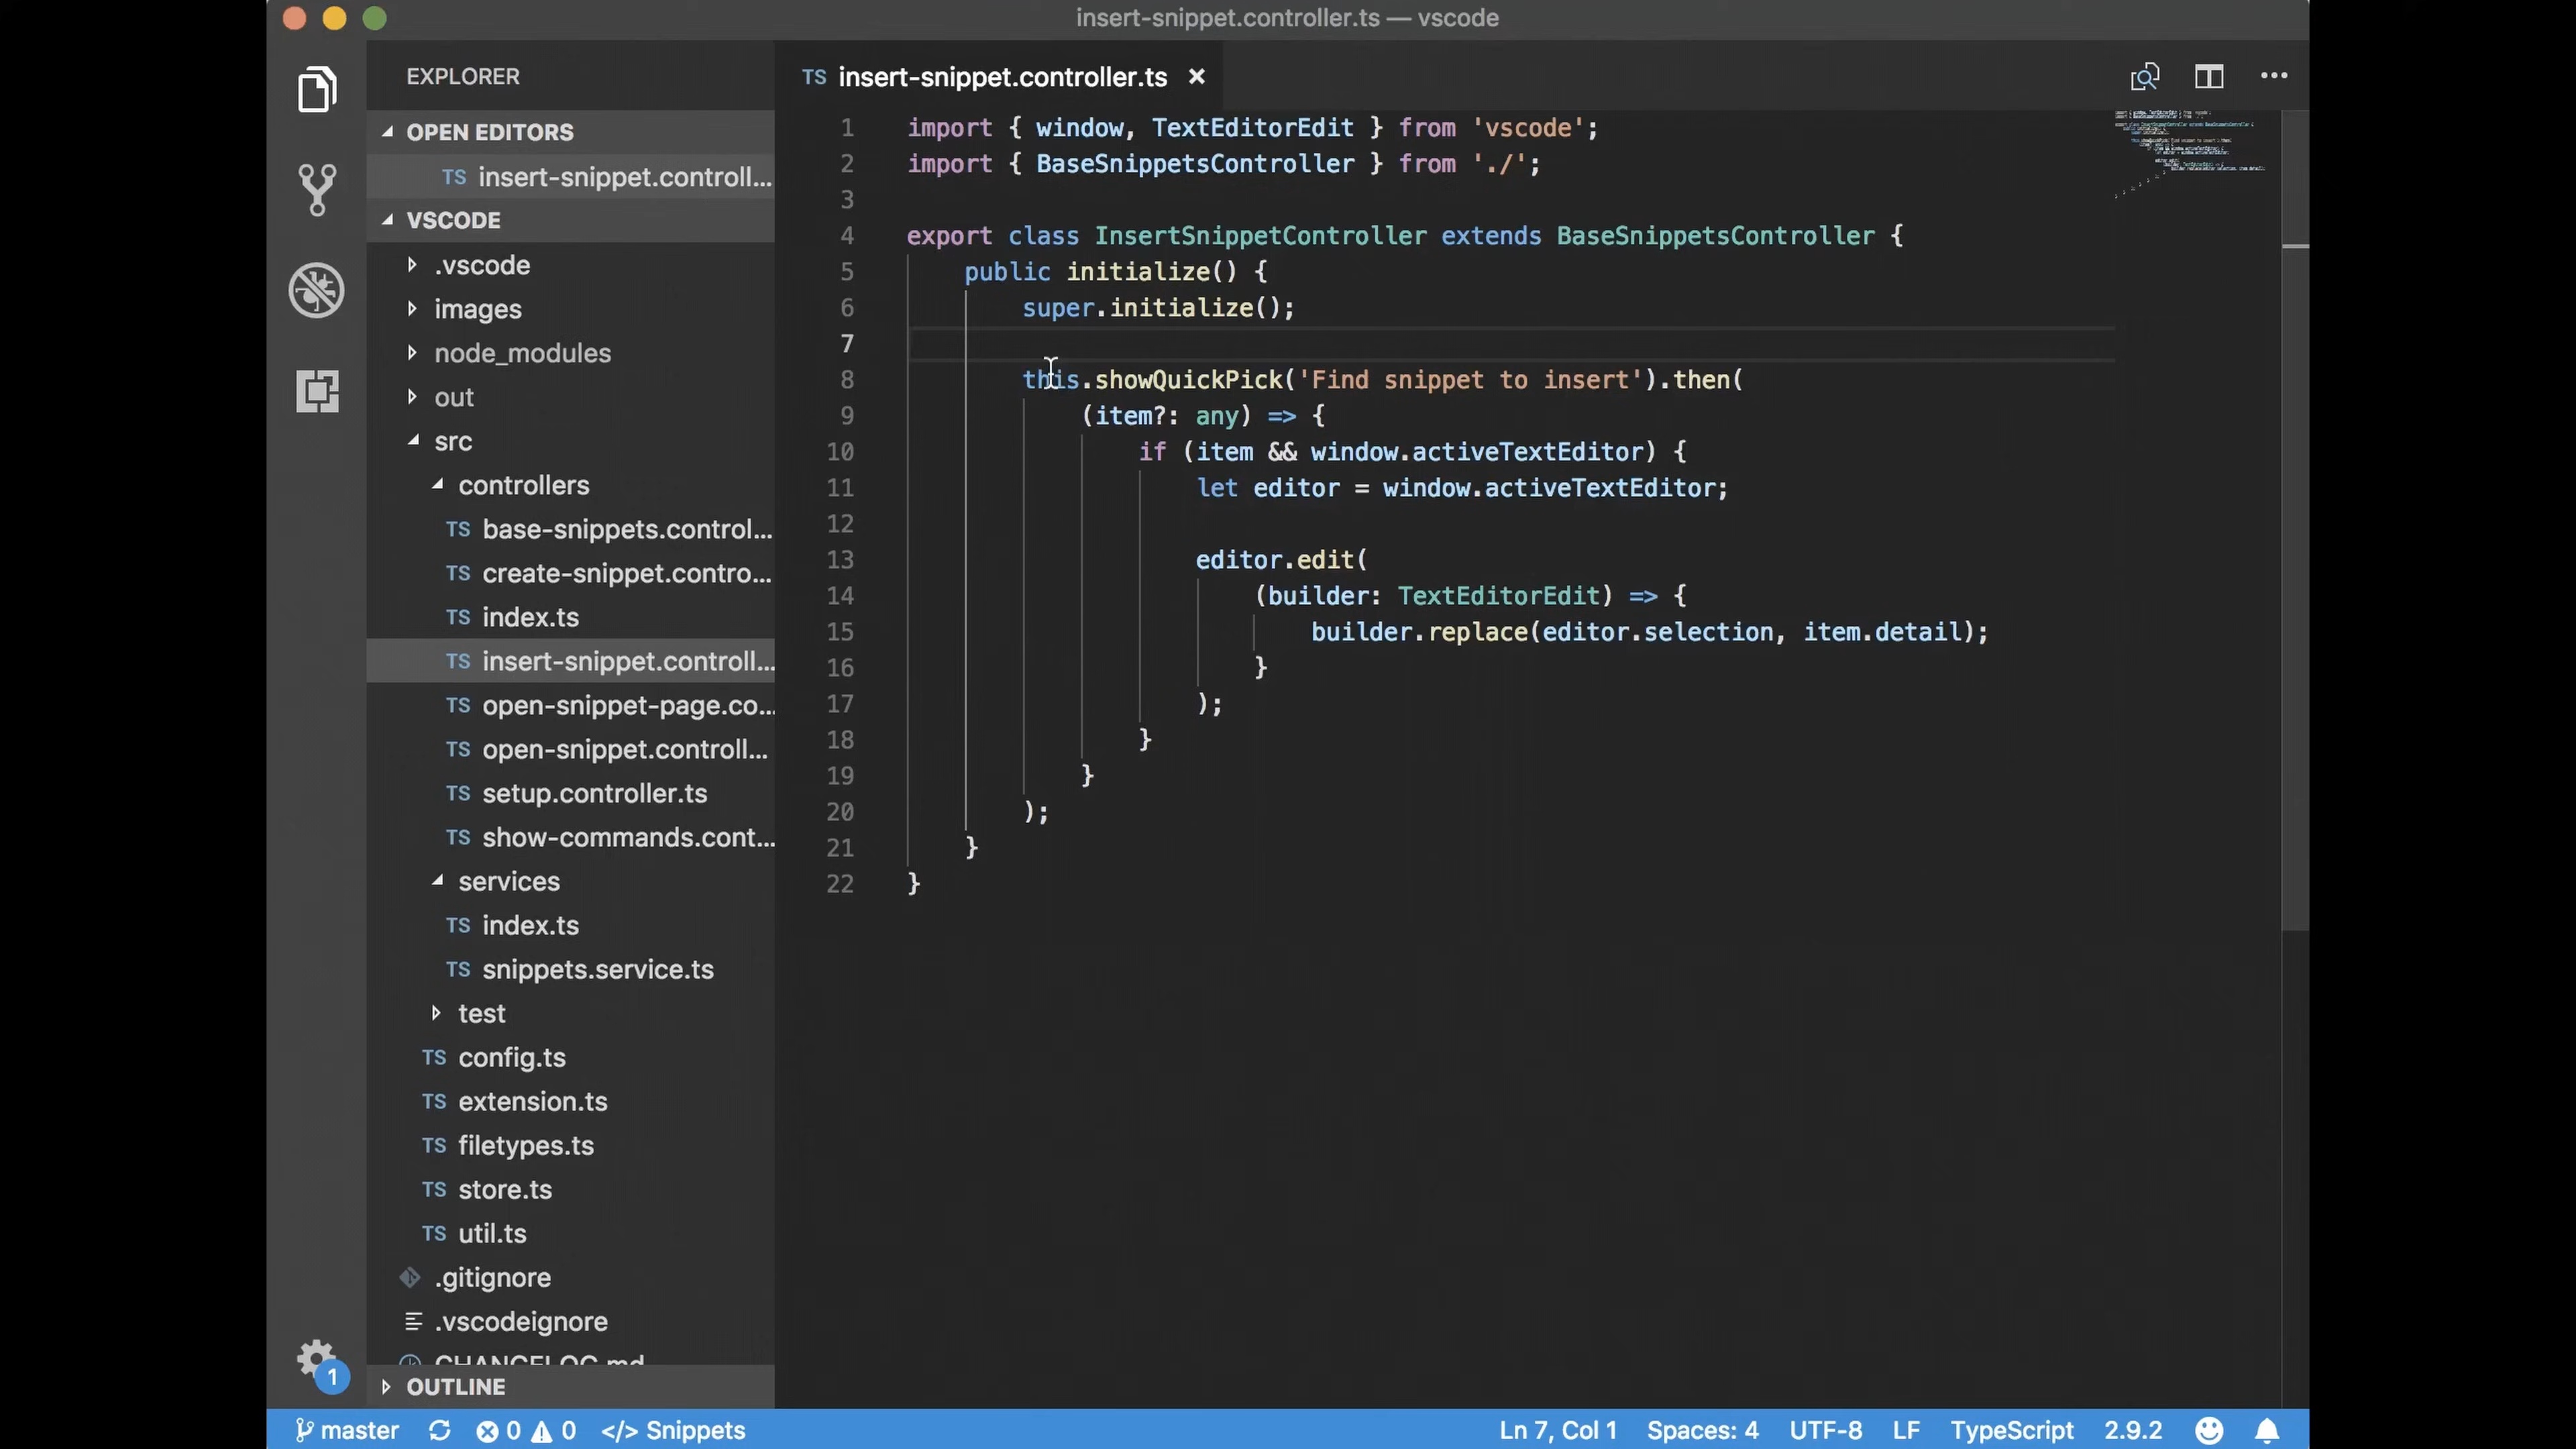 insert-snippet.controller.ts — vscode
EXPLORER
OPEN EDITORS
TS insert-snippet.controll...
VSCODE
.vscode
images
node_modules
out
src
controllers
TS base-snippets.control...
TS create-snippet.contro...
TS index.ts
TS insert-snippet.controll...
TS open-snippet-page.co...
TS open-snippet.controll...
TS setup.controller.ts
TS show-commands.cont...
services
TS index.ts
TS snippets.service.ts
test
TS config.ts
TS extension.ts
TS filetypes.ts
TS store.ts
TS util.ts
.gitignore
.vscodeignore
CHANGELOG.md
OUTLINE
1
TS insert-snippet.controller.ts ×
1 import { window, TextEditorEdit } from 'vscode';
2 import { BaseSnippetsController } from './';
3
4 export class InsertSnippetController extends BaseSnippetsController {
5 public initialize() {
6 super.initialize();
7
8 this.showQuickPick('Find snippet to insert').then(
9 (item?: any) => {
10 if (item && window.activeTextEditor) {
11 let editor = window.activeTextEditor;
12
13 editor.edit(
14 (builder: TextEditorEdit) => {
15 builder.replace(editor.selection, item.detail);
16 }
17 );
18 }
19 }
20 );
21 }
22 }
master 0 0 </> Snippets Ln 7, Col 1 Spaces: 4 UTF-8 LF TypeScript 2.9.2